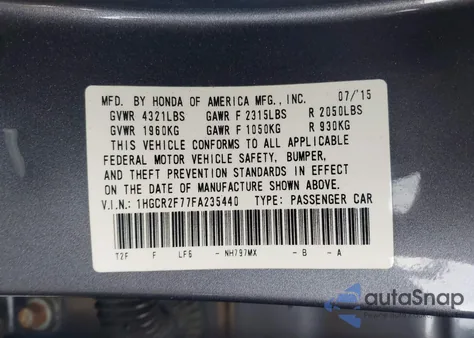 MFD. BY HONDA OF AMERICA MFG., INC. 07/15
GVWR 4321LBS GAWR F 2315LBS R 2050LBS
GVWR 1960KG GAWR F 1050KG R 930KG
THIS VEHICLE CONFORMS TO ALL APPLICABLE
FEDERAL MOTOR VEHICLE SAFETY, BUMPER,
AND THEFT PREVENTION STANDARDS IN EFFECT
ON THE DATE OF MANUFACTURE SHOWN ABOVE.
V.I.N.: 1HGCR2F77FA235440 TYPE: PASSENGER CAR
T2F F LF6 - NH797MX - B - A
autoSnap